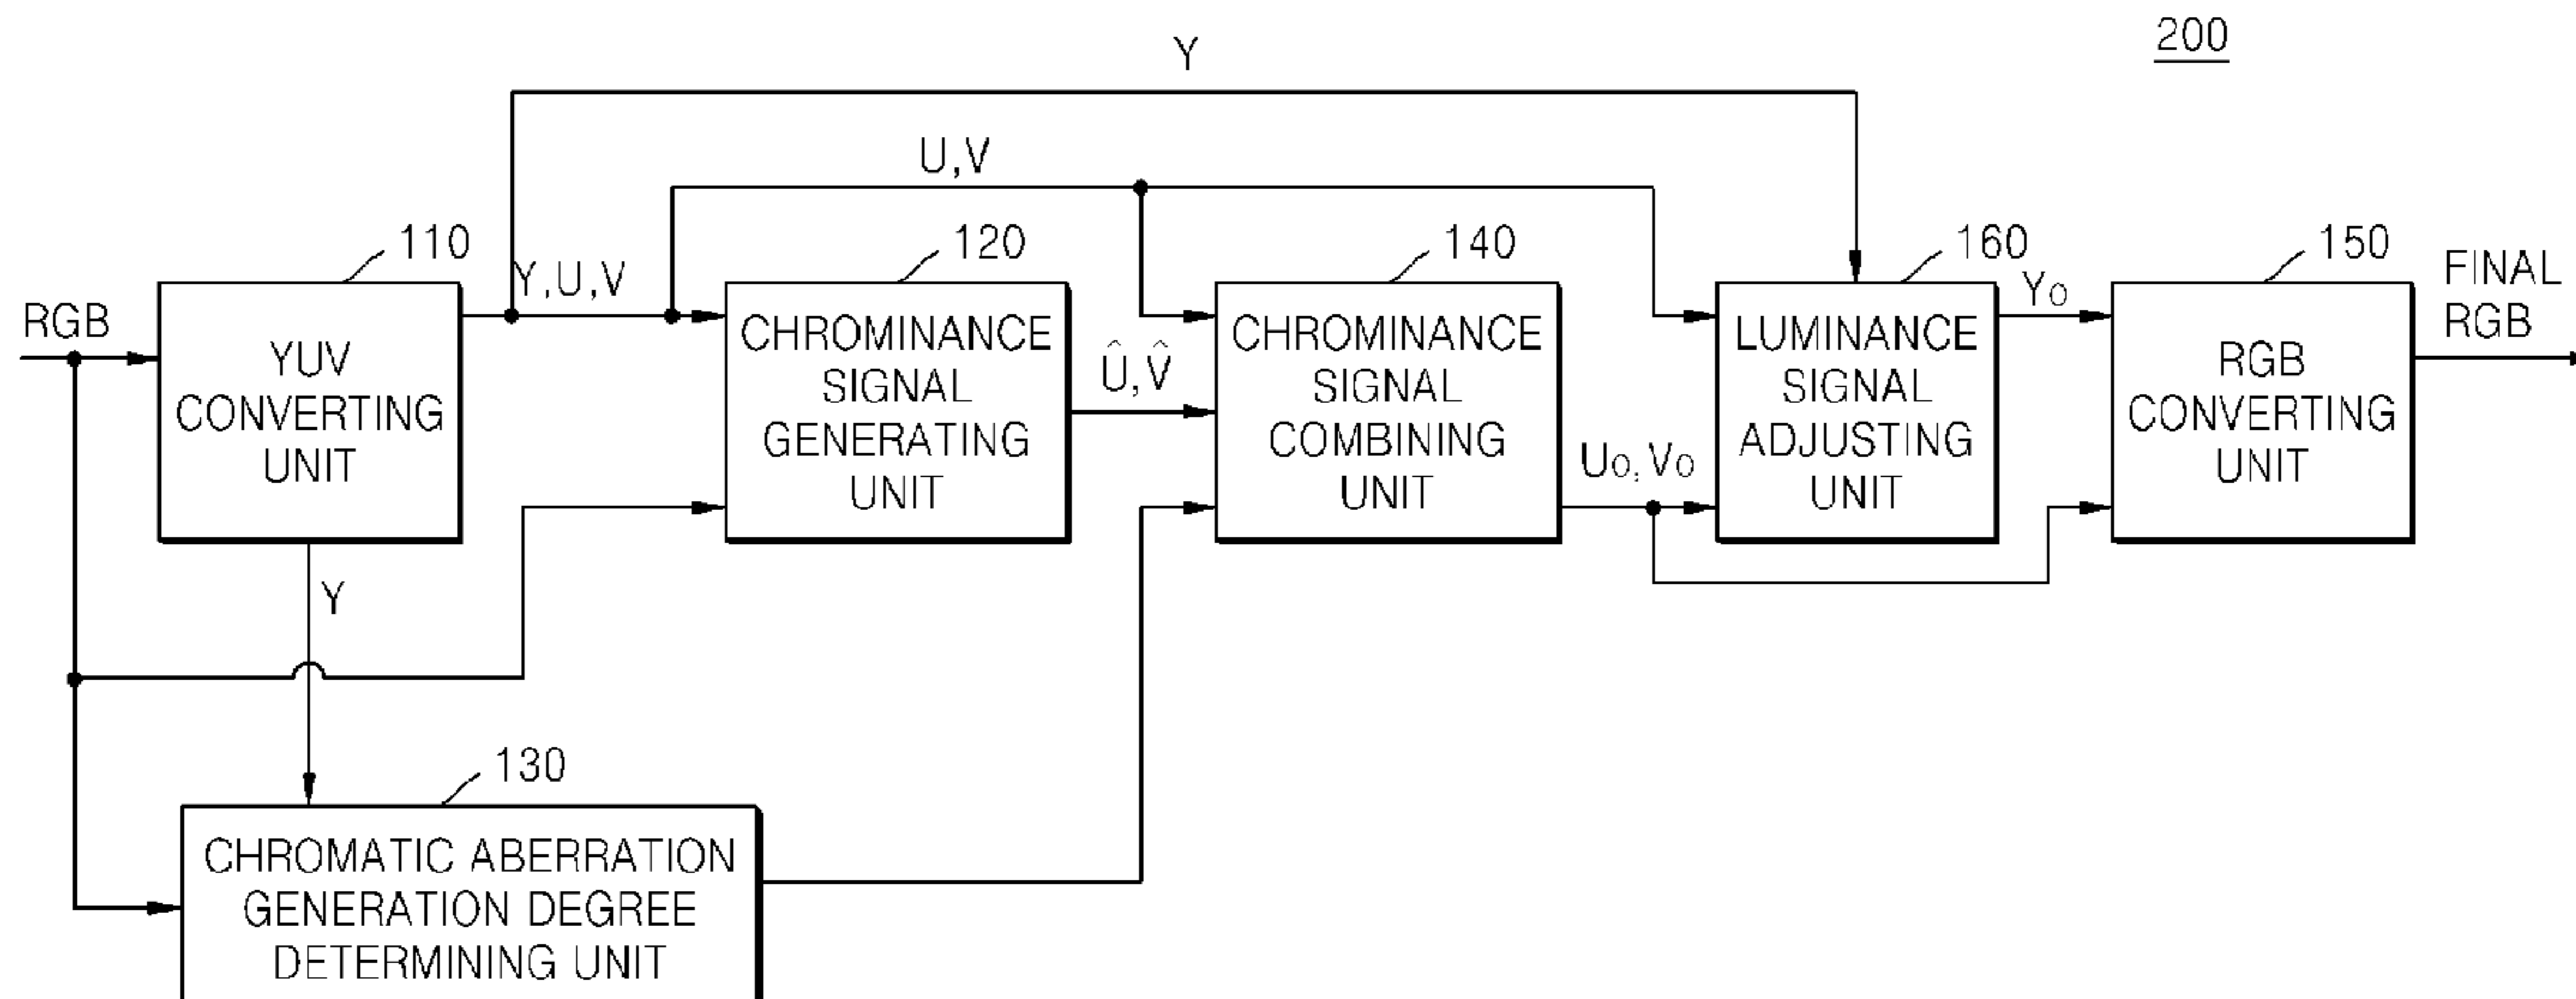 200
Y
U,V
110
120
140
160
150
RGB
Y,U,V
Û,V̂
Uo,Vo
Yo
FINAL
RGB
YUV
CONVERTING
UNIT
CHROMINANCE
SIGNAL
GENERATING
UNIT
CHROMINANCE
SIGNAL
COMBINING
UNIT
LUMINANCE
SIGNAL
ADJUSTING
UNIT
RGB
CONVERTING
UNIT
Y
130
CHROMATIC ABERRATION
GENERATION DEGREE
DETERMINING UNIT